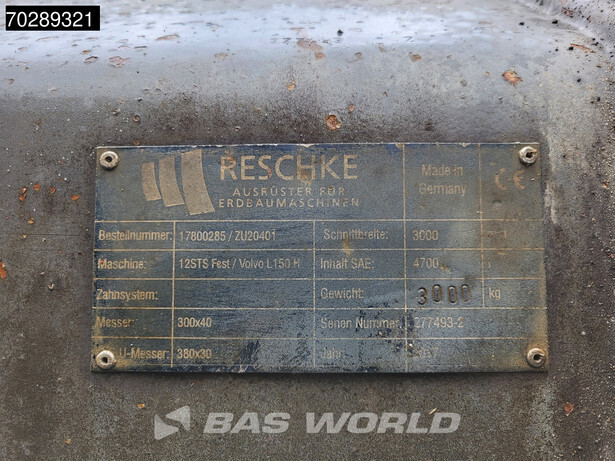 70289321
RESCHKE
AUSRÜSTER FÜR
ERDBAUMASCHINEN
Made in
Germany
CE
Bestellnummer: 17800285 / ZU20401 Schnittbreite: 3000
Maschine: 12STS Fest / Volvo L150 H Inhalt SAE: 4700
Zahnsystem: Gewicht: 3000 kg
Messer: 300x40 Serien Nummer: 277493-2
U-Messer: 380x30 Jahr:
BAS WORLD